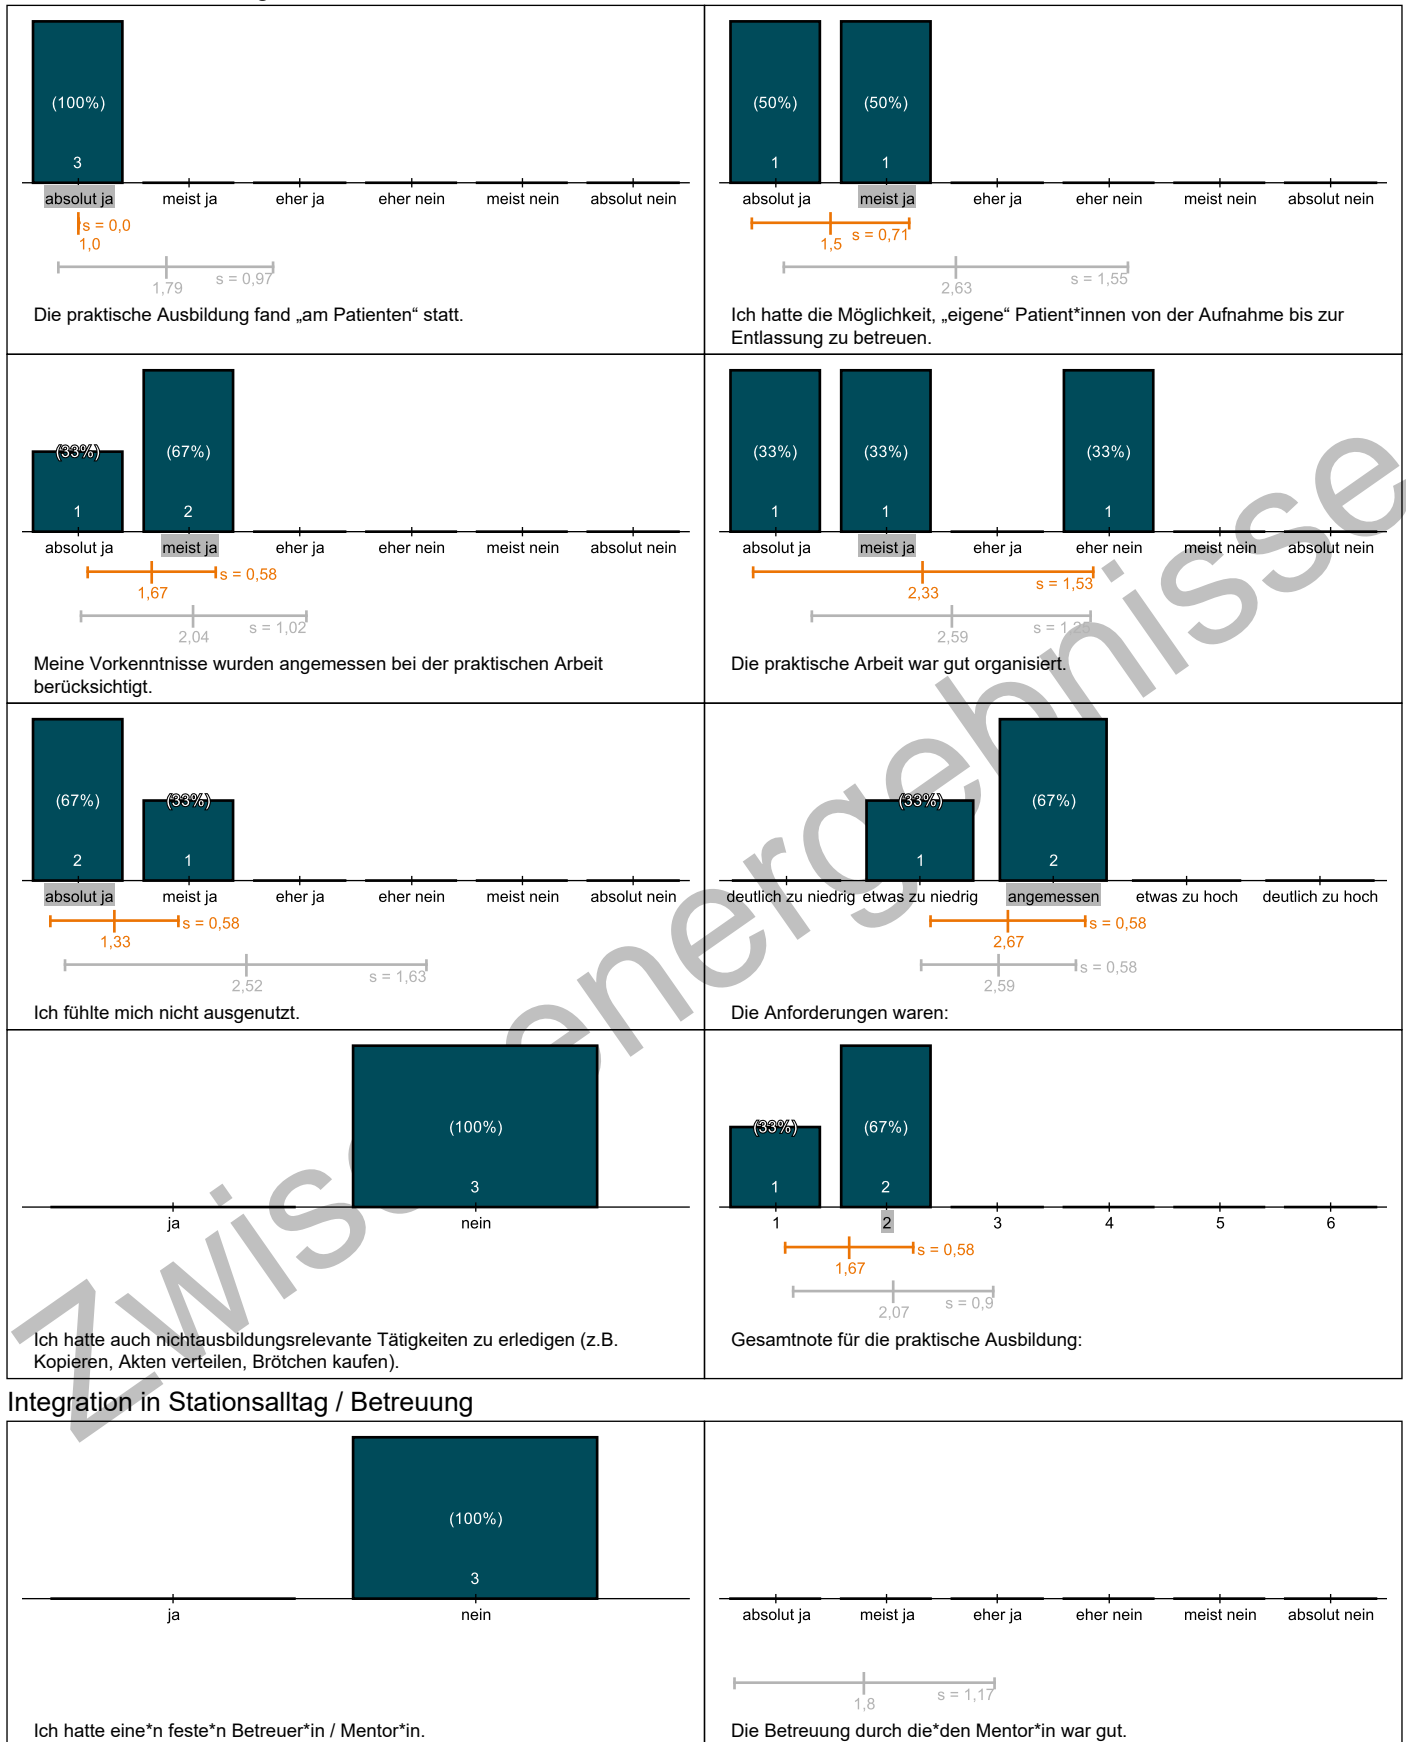 (100%)
3
absolut ja meist ja eher ja eher nein meist nein absolut nein
s = 0,0
1,0
s = 0,97
1,79
Die praktische Ausbildung fand „am Patienten“ statt.
(50%) (50%)
1 1
absolut ja meist ja eher ja eher nein meist nein absolut nein
s = 0,71
1,5
s = 1,55
2,63
Ich hatte die Möglichkeit, „eigene“ Patient*innen von der Aufnahme bis zur
Entlassung zu betreuen.
(33%) (67%)
1 2
absolut ja meist ja eher ja eher nein meist nein absolut nein
s = 0,58
1,67
s = 1,02
2,04
Meine Vorkenntnisse wurden angemessen bei der praktischen Arbeit
berücksichtigt.
(33%) (33%) (33%)
1 1 1
absolut ja meist ja eher ja eher nein meist nein absolut nein
s = 1,53
2,33
s = 1,25
2,59
Die praktische Arbeit war gut organisiert.
(67%) (33%)
2 1
absolut ja meist ja eher ja eher nein meist nein absolut nein
s = 0,58
1,33
s = 1,63
2,52
Ich fühlte mich nicht ausgenutzt.
(33%) (67%)
1 2
deutlich zu niedrig etwas zu niedrig angemessen etwas zu hoch deutlich zu hoch
s = 0,58
2,67
s = 0,58
2,59
Die Anforderungen waren:
(100%)
3
ja nein
Ich hatte auch nichtausbildungsrelevante Tätigkeiten zu erledigen (z.B.
Kopieren, Akten verteilen, Brötchen kaufen).
(33%) (67%)
1 2
1 2 3 4 5 6
s = 0,58
1,67
s = 0,9
2,07
Gesamtnote für die praktische Ausbildung:
Integration in Stationsalltag / Betreuung
(100%)
3
ja nein
Ich hatte eine*n feste*n Betreuer*in / Mentor*in.
absolut ja meist ja eher ja eher nein meist nein absolut nein
s = 1,17
1,8
Die Betreuung durch die*den Mentor*in war gut.
Zwischenergebnisse